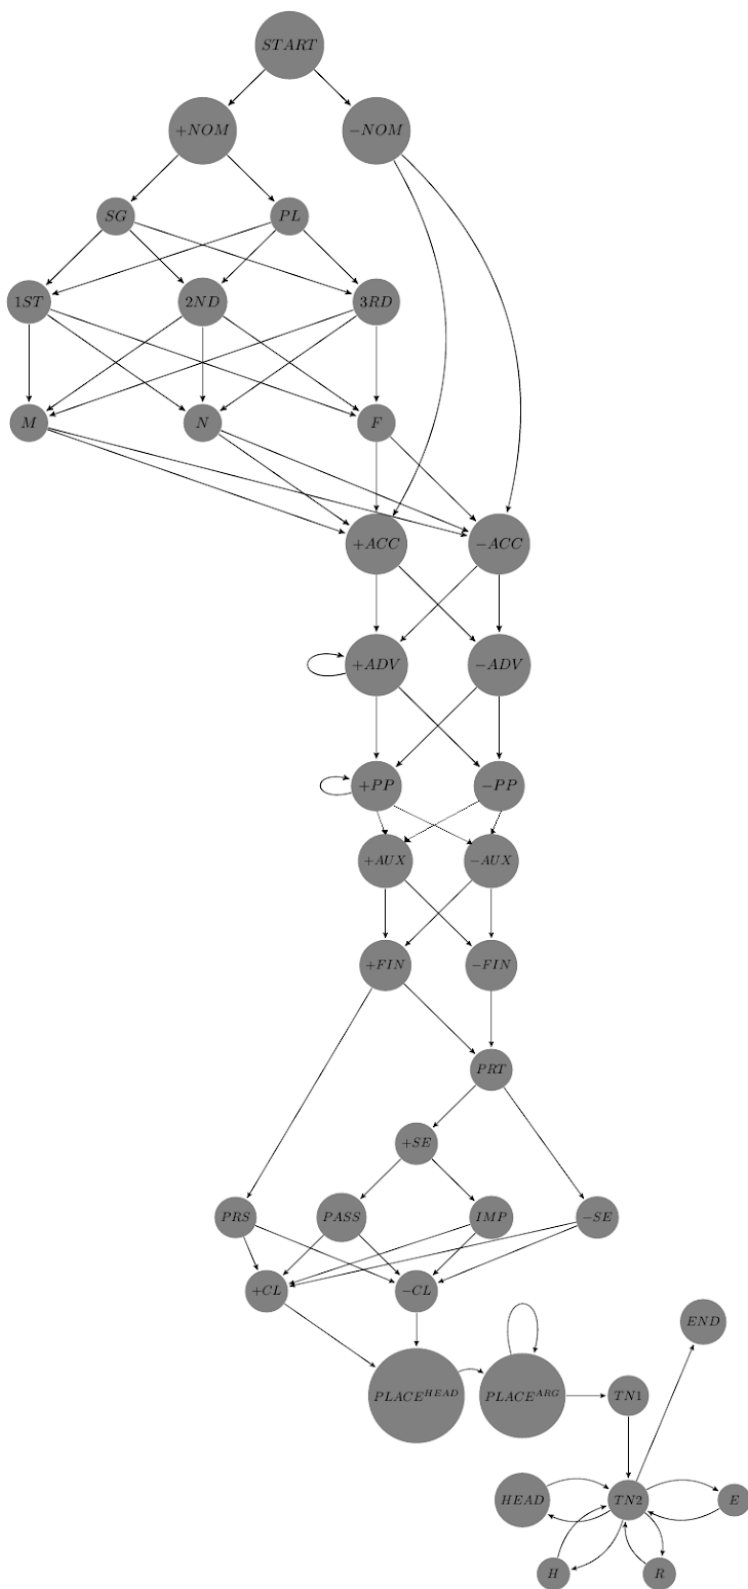 START
+NOM −NOM
SG PL
1ST 2ND 3RD
M N F
+ACC −ACC
+ADV −ADV
+PP −PP
+AUX −AUX
+FIN −FIN
PRT
+SE
PRS PASS IMP −SE
+CL −CL
END
PLACE^HEAD PLACE^ARG TN1
HEAD TN2 E
H R